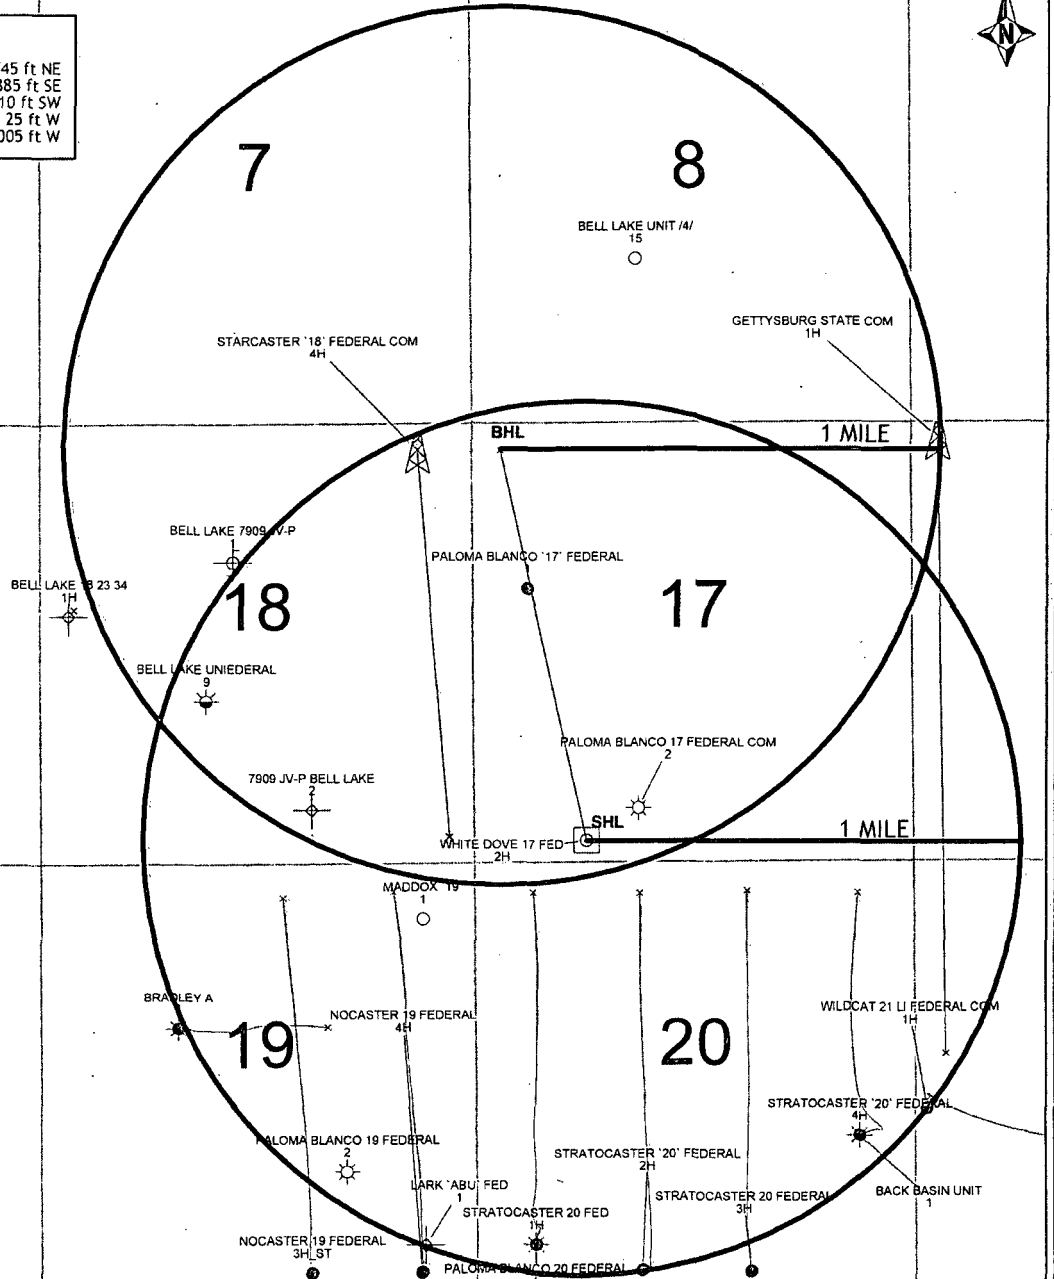 45 ft NE
885 ft SE
10 ft SW
25 ft W
005 ft W
N
7
8
BELL LAKE UNIT /4/
15
GETTYSBURG STATE COM
1H
STARCASTER '18' FEDERAL COM
4H
BHL
1 MILE
BELL LAKE 7909 JV-P
1
PALOMA BLANCO '17' FEDERAL
BELL LAKE 18 23 34
1H
18
17
BELL LAKE UNIEDERAL
9
PALOMA BLANCO 17 FEDERAL COM
2
7909 JV-P BELL LAKE
2
SHL
1 MILE
WHITE DOVE 17 FED
2H
MADDOX '19'
1
BRADLEY A
NOCASTER 19 FEDERAL
4H
WILDCAT 21 LI FEDERAL COM
1H
19
20
STRATOCASTER '20' FEDERAL
4H
PALOMA BLANCO 19 FEDERAL
2
STRATOCASTER '20' FEDERAL
2H
LARK 'ABU' FED
1
BACK BASIN UNIT
1
STRATOCASTER 20 FEDERAL
3H
STRATOCASTER 20 FED
1H
NOCASTER 19 FEDERAL
3H_ST
PALOMA BLANCO 20 FEDERAL